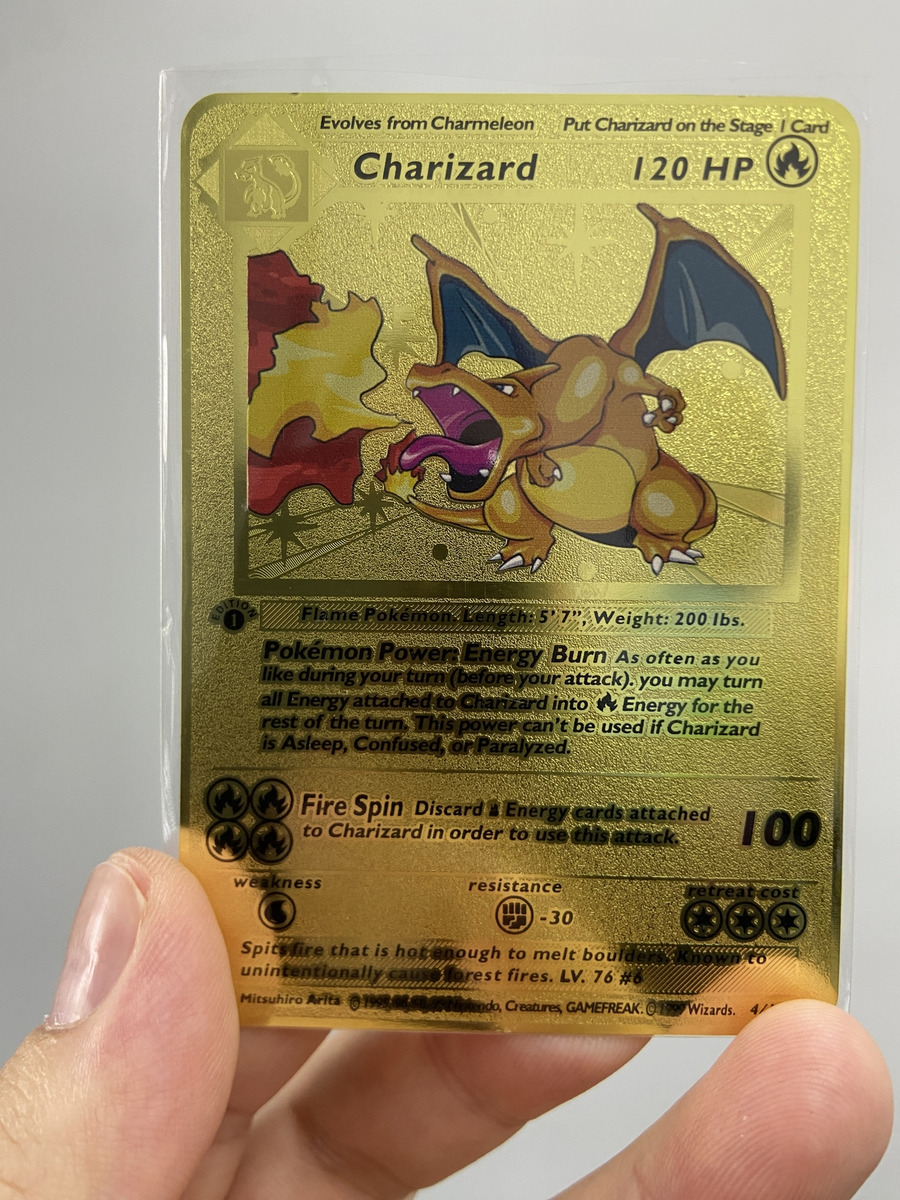 Evolves from Charmeleon Put Charizard on the Stage 1 Card
Charizard 120 HP
EDITION
1
Flame Pokémon. Length: 5' 7", Weight: 200 lbs.
Pokémon Power: Energy Burn As often as you
like during your turn (before your attack). you may turn
all Energy attached to Charizard into Energy for the
rest of the turn. This power can't be used if Charizard
is Asleep, Confused, or Paralyzed.
Fire Spin Discard Energy cards attached
to Charizard in order to use this attack. 100
weakness resistance retreat cost
-30
Spits fire that is hot enough to melt boulders. Known to
unintentionally cause forest fires. LV. 76 #6
Mitsuhiro Arita © Nintendo, Creatures, GAMEFREAK. © 1999 Wizards. 4/